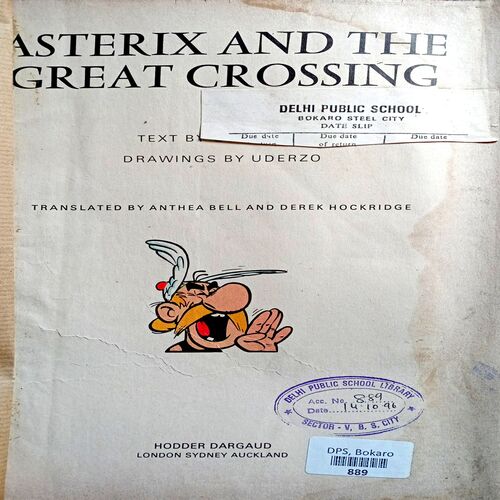 ASTERIX AND THE
GREAT CROSSING
DELHI PUBLIC SCHOOL
BOKARO STEEL CITY
DATE SLIP
Due date Due date Due date
of return
TEXT BY
DRAWINGS BY UDERZO
TRANSLATED BY ANTHEA BELL AND DEREK HOCKRIDGE
DELHI PUBLIC SCHOOL LIBRARY
Acc. No 889
Date 14.10.96
SECTOR - V, B. S. CITY
HODDER DARGAUD
LONDON SYDNEY AUCKLAND
DPS, Bokaro
889